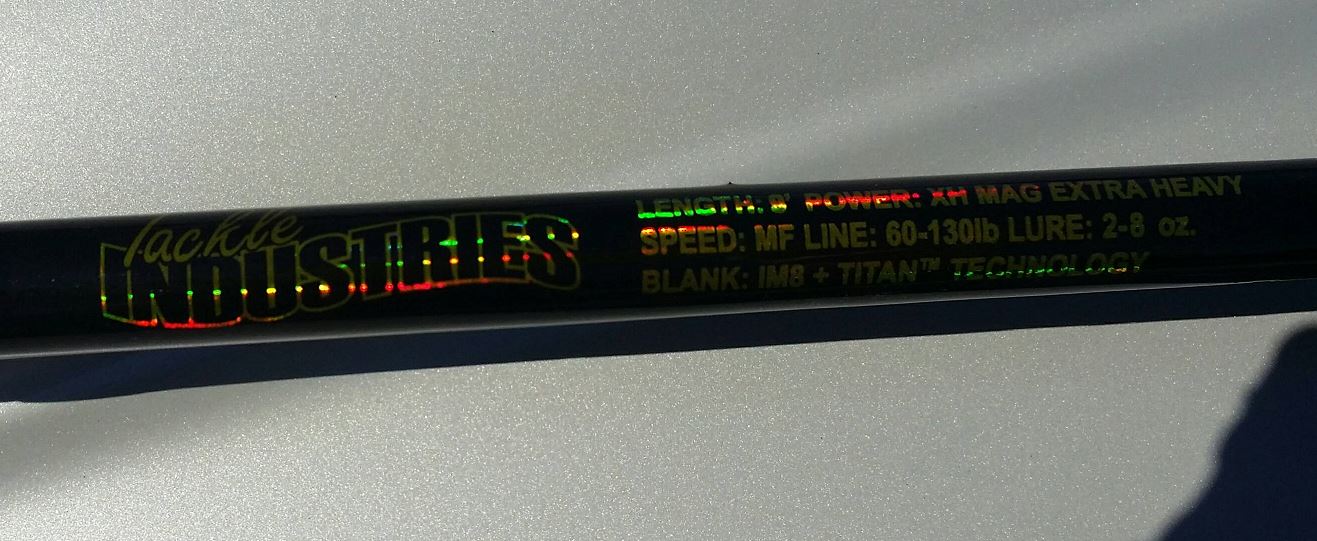 Tackle
INDUSTRIES
LENGTH: 9' POWER: XH MAG EXTRA HEAVY
SPEED: MF LINE: 60-130lb LURE: 2-8 oz.
BLANK: IM8 + TITAN™ TECHNOLOGY